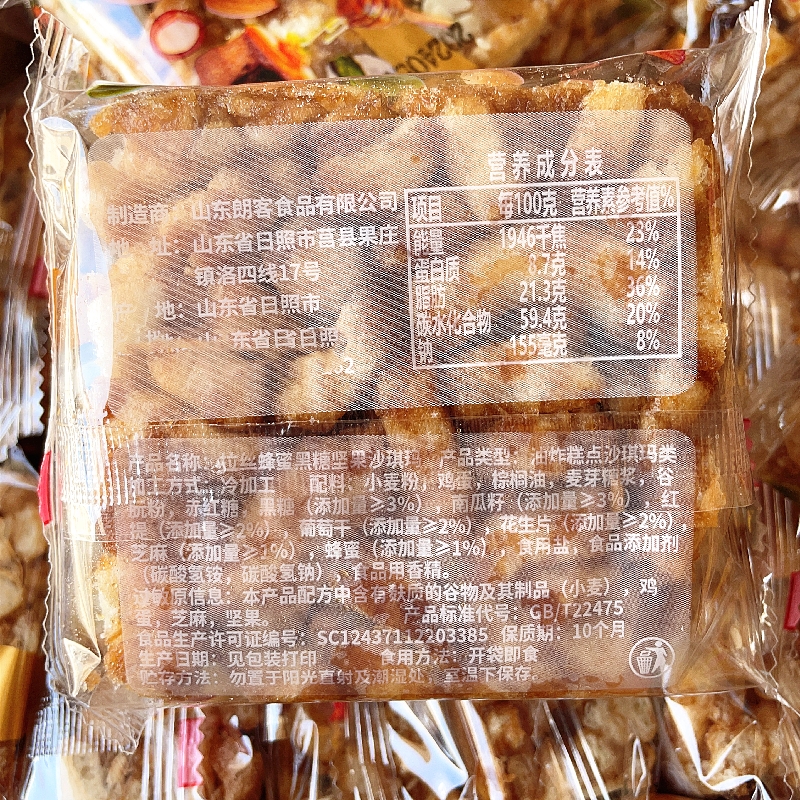 营养成分表
制造商：山东朗客食品有限公司
地 址：山东省日照市莒县果庄
镇洛四线17号
产 地：山东省日照市
山东省日照
项目 每100克 营养素参考值%
能量 1946千焦 23%
蛋白质 8.7克 14%
脂肪 21.3克 36%
碳水化合物 59.4克 20%
钠 155毫克 8%
产品名称：拉丝蜂蜜黑糖坚果沙琪玛 产品类型：油炸糕点沙琪玛类
加工方式：冷加工 配料：小麦粉，鸡蛋，棕榈油，麦芽糖浆，谷
朊粉，赤红糖 黑糖（添加量≥3%），南瓜籽（添加量≥3%），红
提（添加量≥2%），葡萄干（添加量≥2%），花生片（添加量≥2%），
芝麻（添加量≥1%），蜂蜜（添加量≥1%），食用盐，食品添加剂
（碳酸氢铵，碳酸氢钠），食品用香精。
过敏原信息：本产品配方中含有麸质的谷物及其制品（小麦），鸡
蛋，芝麻，坚果。 产品标准代号：GB/T22475
食品生产许可证编号：SC12437112203385 保质期：10个月
生产日期：见包装打印 食用方法：开袋即食
贮存方法：勿置于阳光直射及潮湿处，室温下保存。